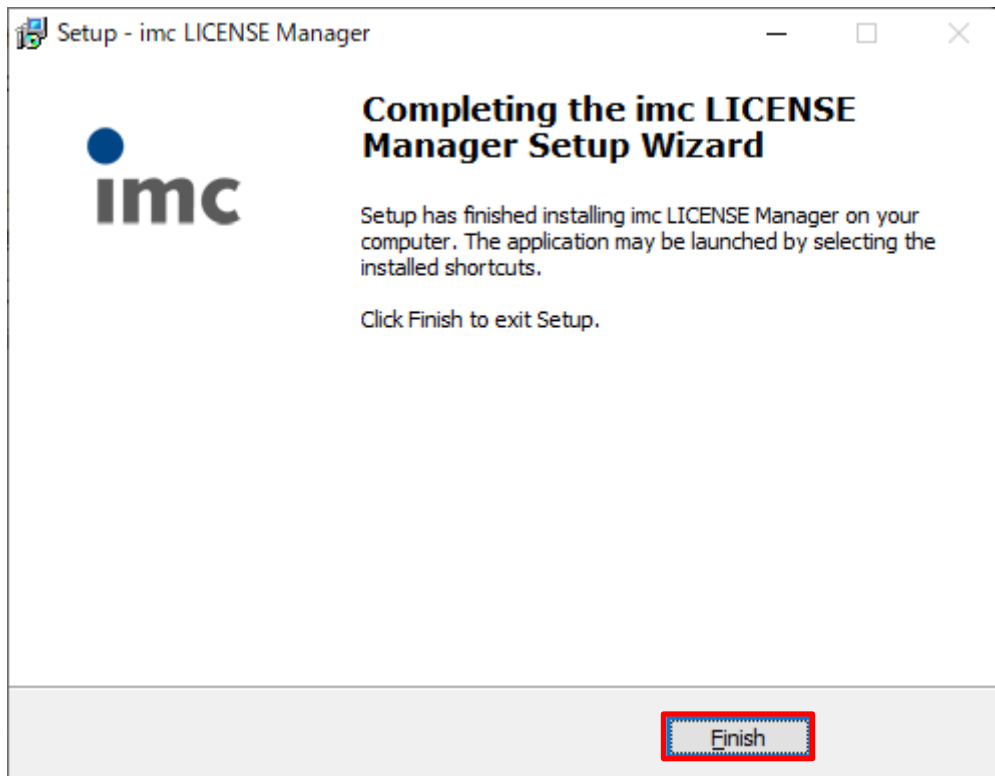 Setup - imc LICENSE Manager
Completing the imc LICENSE
Manager Setup Wizard
imc
Setup has finished installing imc LICENSE Manager on your
computer. The application may be launched by selecting the
installed shortcuts.
Click Finish to exit Setup.
Finish